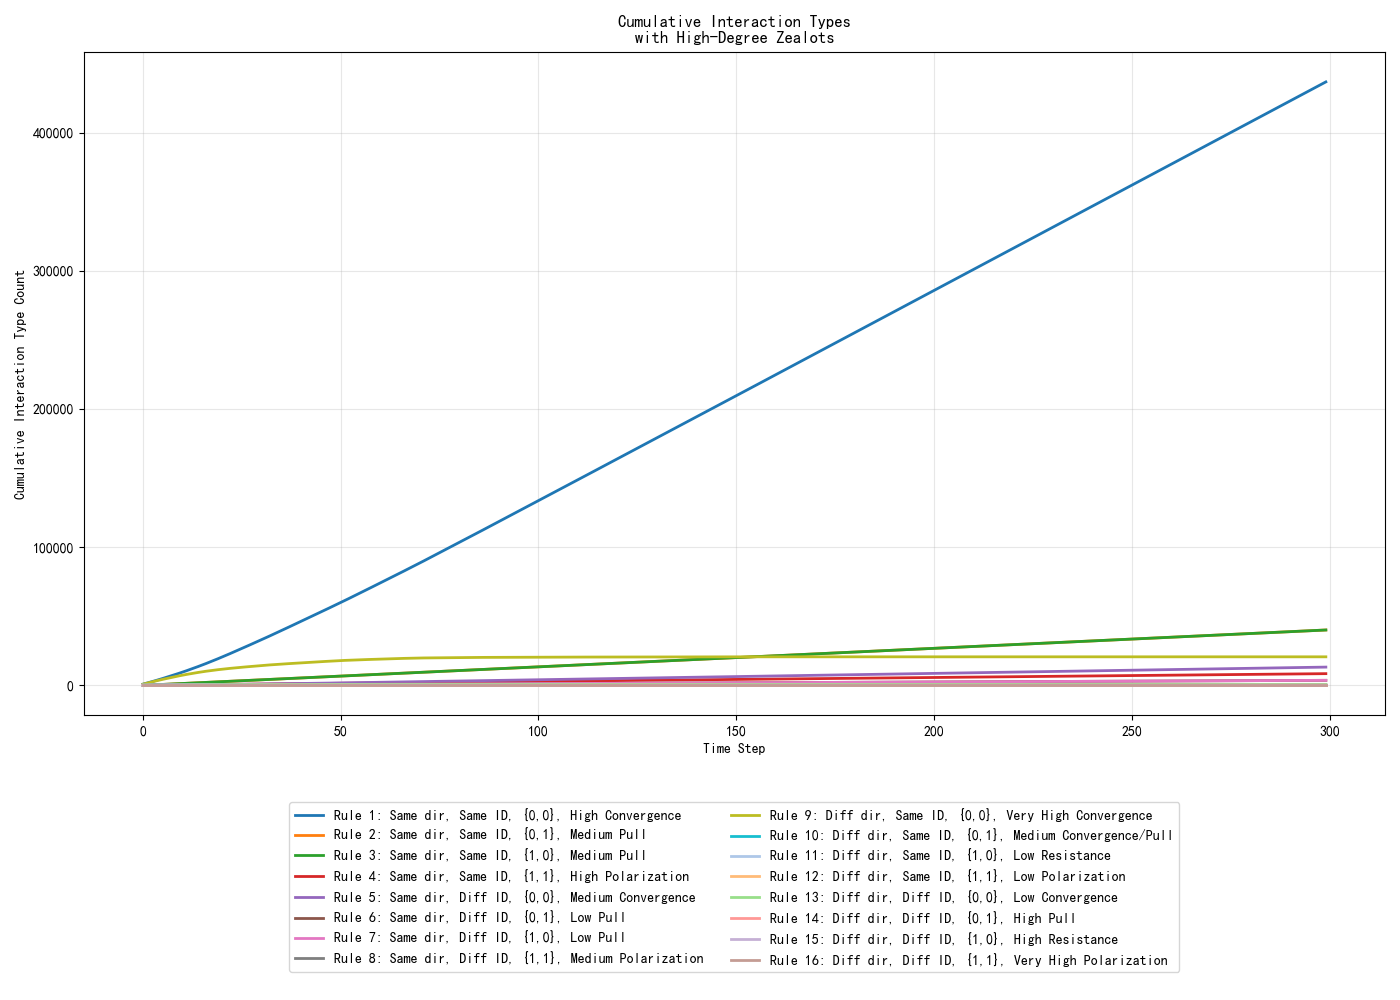 Cumulative Interaction Types
with High-Degree Zealots
Cumulative Interaction Type Count
400000
300000
200000
100000
0
0
50
100
150
200
250
300
Time Step
Rule 1: Same dir, Same ID, {0,0}, High Convergence
Rule 2: Same dir, Same ID, {0,1}, Medium Pull
Rule 3: Same dir, Same ID, {1,0}, Medium Pull
Rule 4: Same dir, Same ID, {1,1}, High Polarization
Rule 5: Same dir, Diff ID, {0,0}, Medium Convergence
Rule 6: Same dir, Diff ID, {0,1}, Low Pull
Rule 7: Same dir, Diff ID, {1,0}, Low Pull
Rule 8: Same dir, Diff ID, {1,1}, Medium Polarization
Rule 9: Diff dir, Same ID, {0,0}, Very High Convergence
Rule 10: Diff dir, Same ID, {0,1}, Medium Convergence/Pull
Rule 11: Diff dir, Same ID, {1,0}, Low Resistance
Rule 12: Diff dir, Same ID, {1,1}, Low Polarization
Rule 13: Diff dir, Diff ID, {0,0}, Low Convergence
Rule 14: Diff dir, Diff ID, {0,1}, High Pull
Rule 15: Diff dir, Diff ID, {1,0}, High Resistance
Rule 16: Diff dir, Diff ID, {1,1}, Very High Polarization